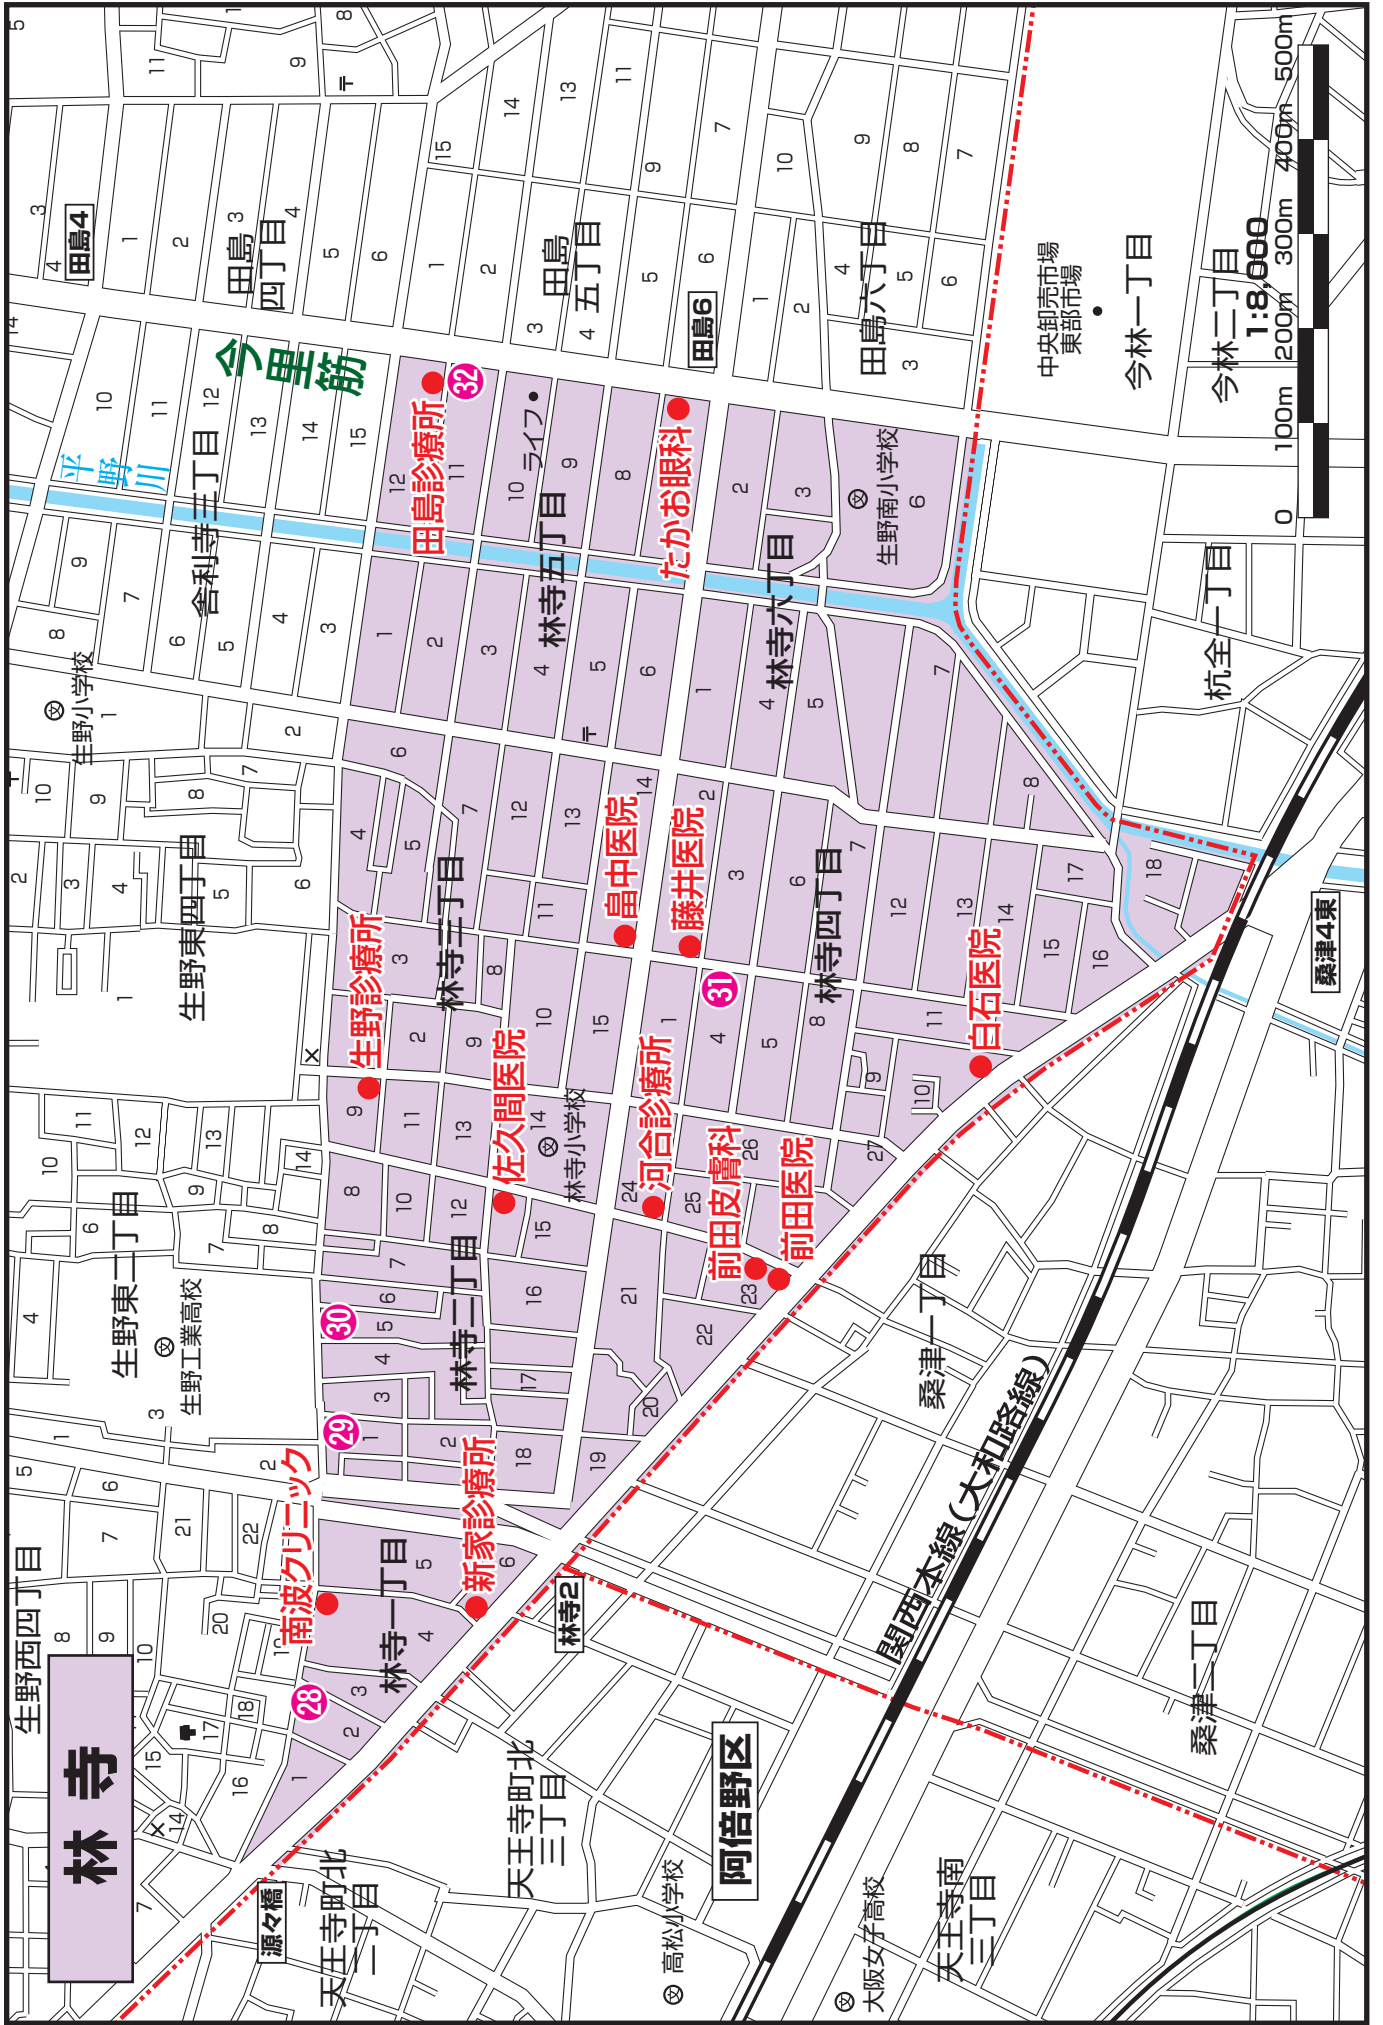 林寺
生野西四丁目
生野東二丁目
生野工業高校
生野東四丁目
生野小学校
舎利寺三丁目
平野川
今里筋
田島4
田島
四丁目
田島
五丁目
田島6
田島六丁目
中央卸売市場
東部市場
今林一丁目
今林二丁目
1:8,000
0 100m 200m 300m 400m 500m
南波クリニック
28
29
30
生野診療所
田島診療所
32
林寺一丁目
新家診療所
林寺二丁目
佐久間医院
林寺小学校
林寺三丁目
林寺五丁目
ライフ
畠中医院
たかお眼科
河合診療所
藤井医院
31
前田皮膚科
前田医院
林寺四丁目
白石医院
林寺六丁目
生野南小学校
杭全一丁目
源々橋
天王寺町北
二丁目
林寺2
天王寺町北
三丁目
高松小学校
阿倍野区
大阪女子高校
天王寺南
三丁目
関西本線(大和路線)
桑津一丁目
桑津二丁目
桑津4東